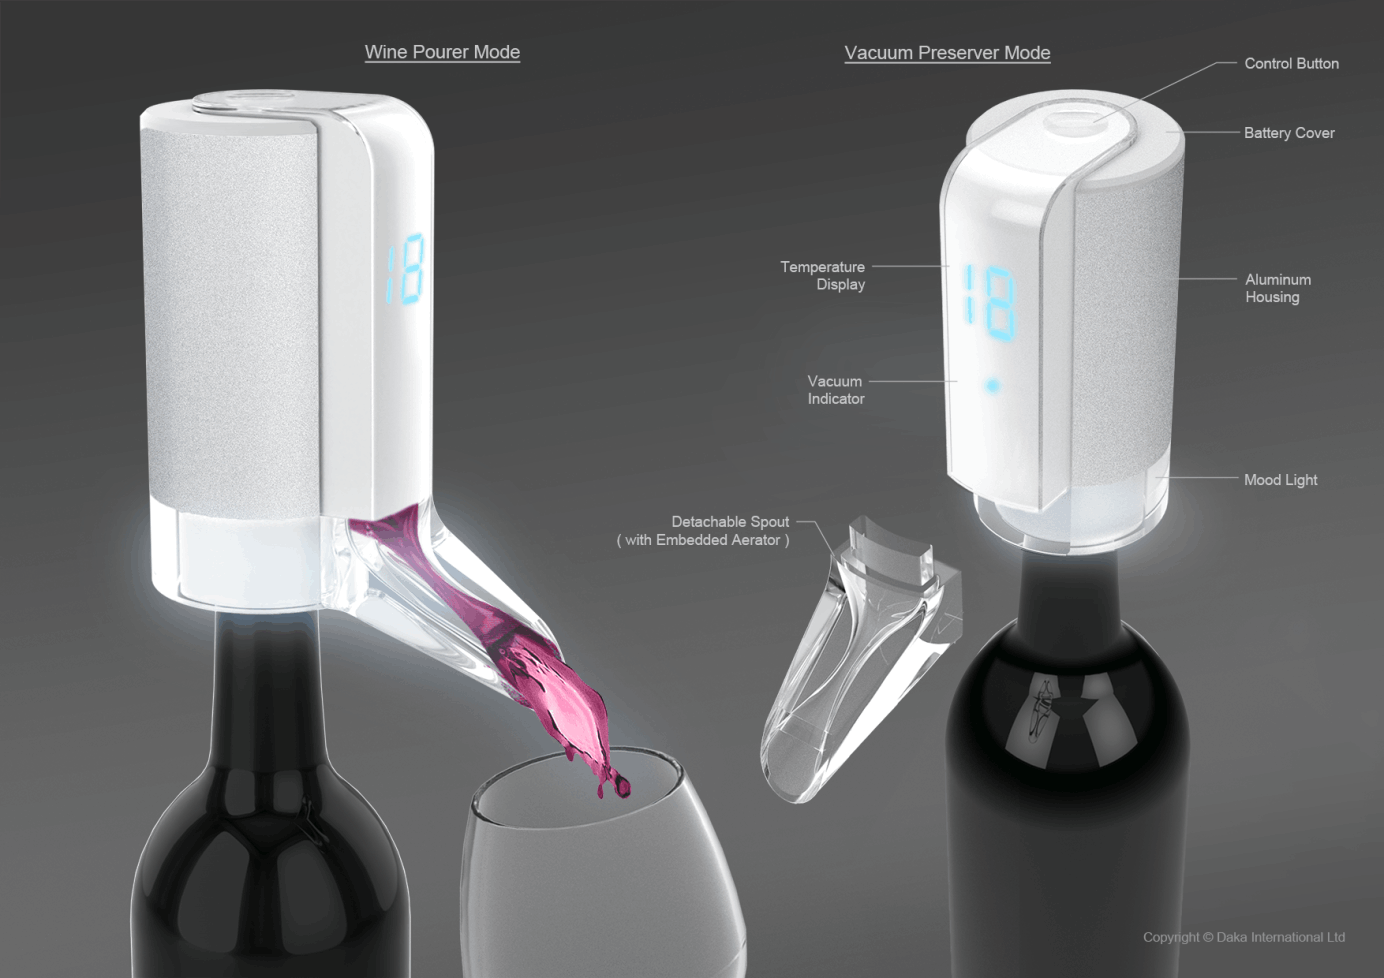 Wine Pourer Mode
Vacuum Preserver Mode
Control Button
Battery Cover
18
18
Temperature
Display
Aluminum
Housing
Vacuum
Indicator
Mood Light
Detachable Spout
( with Embedded Aerator )
Copyright © Daka International Ltd